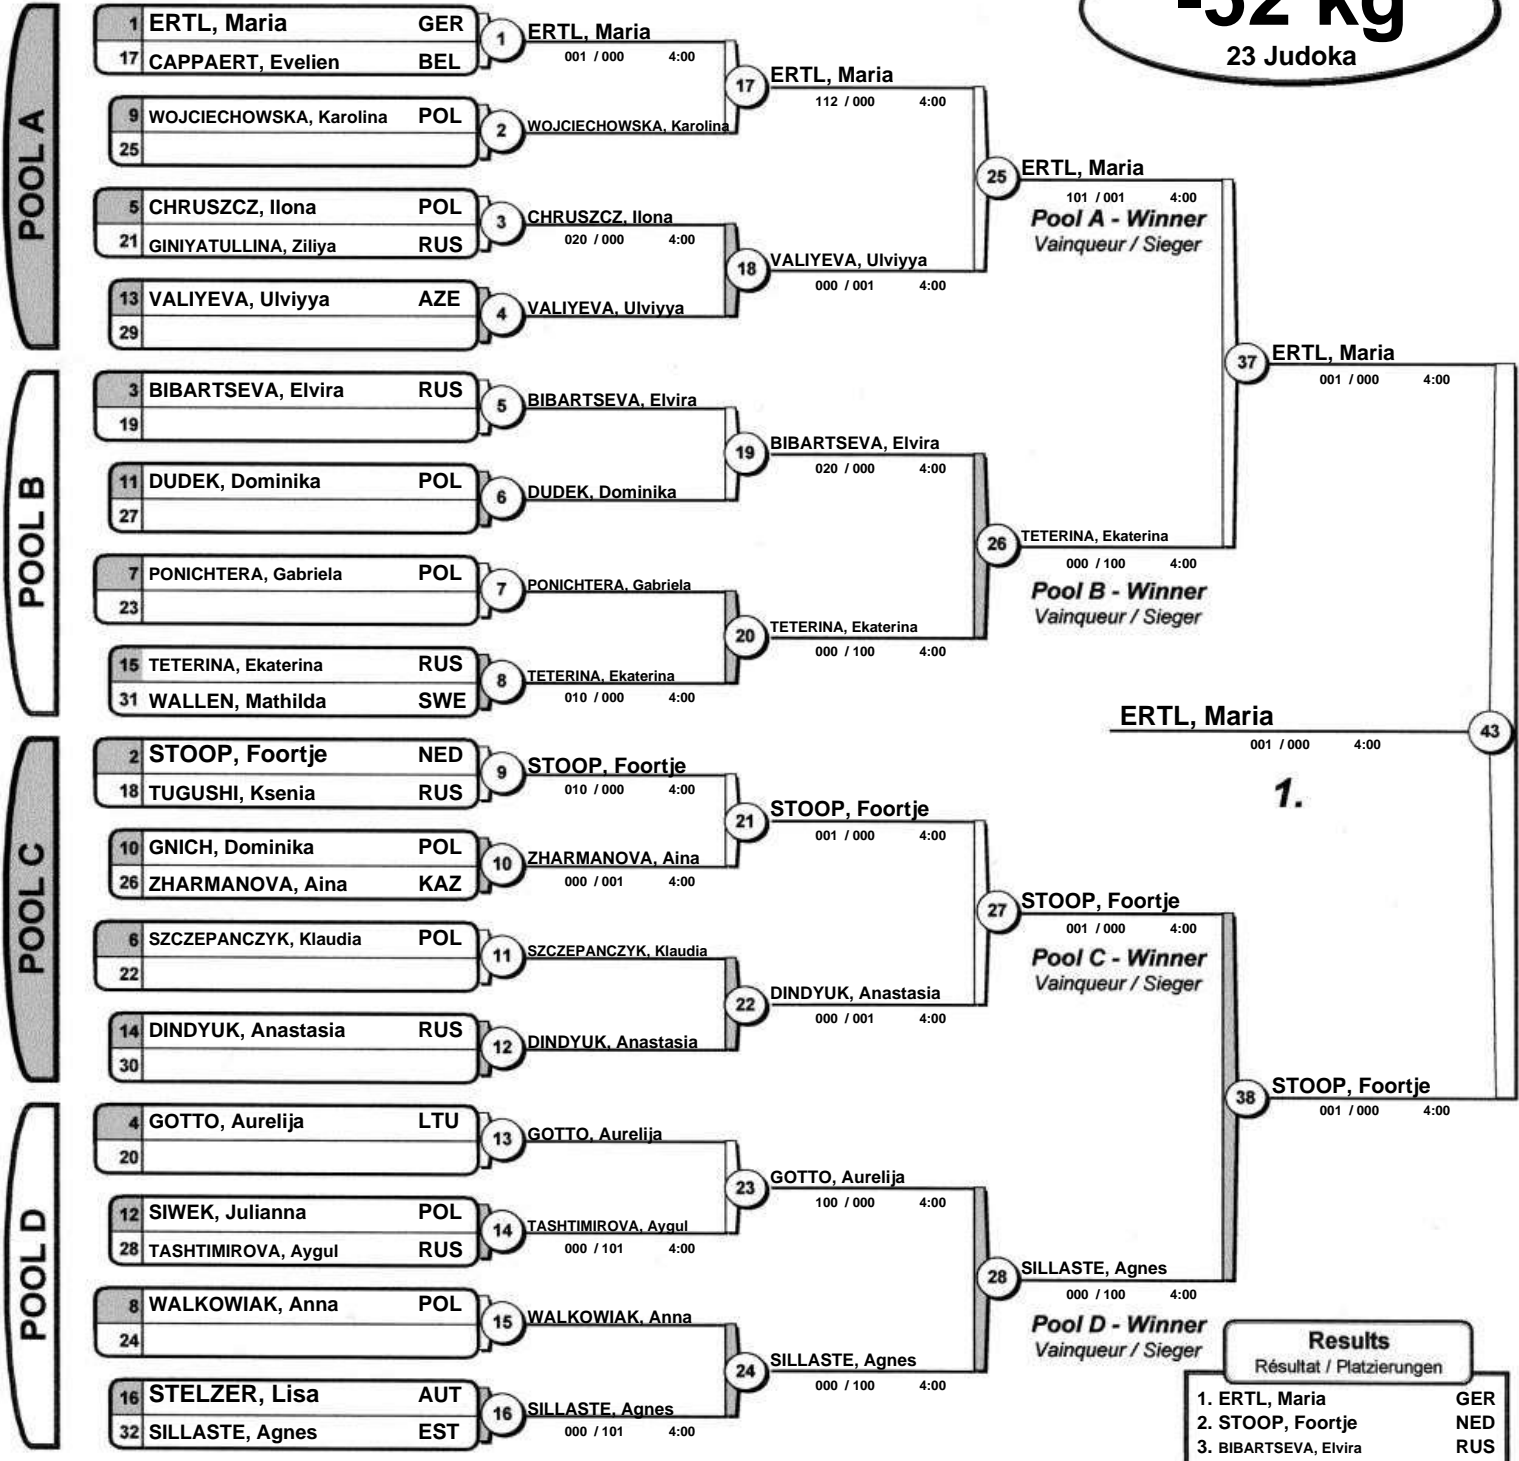 -52 kg
23 Judoka
POOL A
1 ERTL, Maria GER
17 CAPPAERT, Evelien BEL
1 ERTL, Maria
001 / 000 4:00
9 WOJCIECHOWSKA, Karolina POL
25
2 WOJCIECHOWSKA, Karolina
17 ERTL, Maria
112 / 000 4:00
5 CHRUSZCZ, Ilona POL
21 GINIYATULLINA, Ziliya RUS
3 CHRUSZCZ, Ilona
020 / 000 4:00
13 VALIYEVA, Ulviyya AZE
29
4 VALIYEVA, Ulviyya
18 VALIYEVA, Ulviyya
000 / 001 4:00
25 ERTL, Maria
101 / 001 4:00
Pool A - Winner
Vainqueur / Sieger
POOL B
3 BIBARTSEVA, Elvira RUS
19
5 BIBARTSEVA, Elvira
11 DUDEK, Dominika POL
27
6 DUDEK, Dominika
19 BIBARTSEVA, Elvira
020 / 000 4:00
7 PONICHTERA, Gabriela POL
23
7 PONICHTERA, Gabriela
15 TETERINA, Ekaterina RUS
31 WALLEN, Mathilda SWE
8 TETERINA, Ekaterina
010 / 000 4:00
20 TETERINA, Ekaterina
000 / 100 4:00
26 TETERINA, Ekaterina
000 / 100 4:00
Pool B - Winner
Vainqueur / Sieger
37 ERTL, Maria
001 / 000 4:00
POOL C
2 STOOP, Foortje NED
18 TUGUSHI, Ksenia RUS
9 STOOP, Foortje
010 / 000 4:00
10 GNICH, Dominika POL
26 ZHARMANOVA, Aina KAZ
10 ZHARMANOVA, Aina
000 / 001 4:00
21 STOOP, Foortje
001 / 000 4:00
6 SZCZEPANCZYK, Klaudia POL
22
11 SZCZEPANCZYK, Klaudia
14 DINDYUK, Anastasia RUS
30
12 DINDYUK, Anastasia
22 DINDYUK, Anastasia
000 / 001 4:00
27 STOOP, Foortje
001 / 000 4:00
Pool C - Winner
Vainqueur / Sieger
ERTL, Maria 43
001 / 000 4:00
1.
POOL D
4 GOTTO, Aurelija LTU
20
13 GOTTO, Aurelija
12 SIWEK, Julianna POL
28 TASHTIMIROVA, Aygul RUS
14 TASHTIMIROVA, Aygul
000 / 101 4:00
23 GOTTO, Aurelija
100 / 000 4:00
8 WALKOWIAK, Anna POL
24
15 WALKOWIAK, Anna
16 STELZER, Lisa AUT
32 SILLASTE, Agnes EST
16 SILLASTE, Agnes
000 / 101 4:00
24 SILLASTE, Agnes
000 / 100 4:00
28 SILLASTE, Agnes
000 / 100 4:00
Pool D - Winner
Vainqueur / Sieger
38 STOOP, Foortje
001 / 000 4:00
Results
Résultat / Platzierungen
1. ERTL, Maria GER
2. STOOP, Foortje NED
3. BIBARTSEVA, Elvira RUS